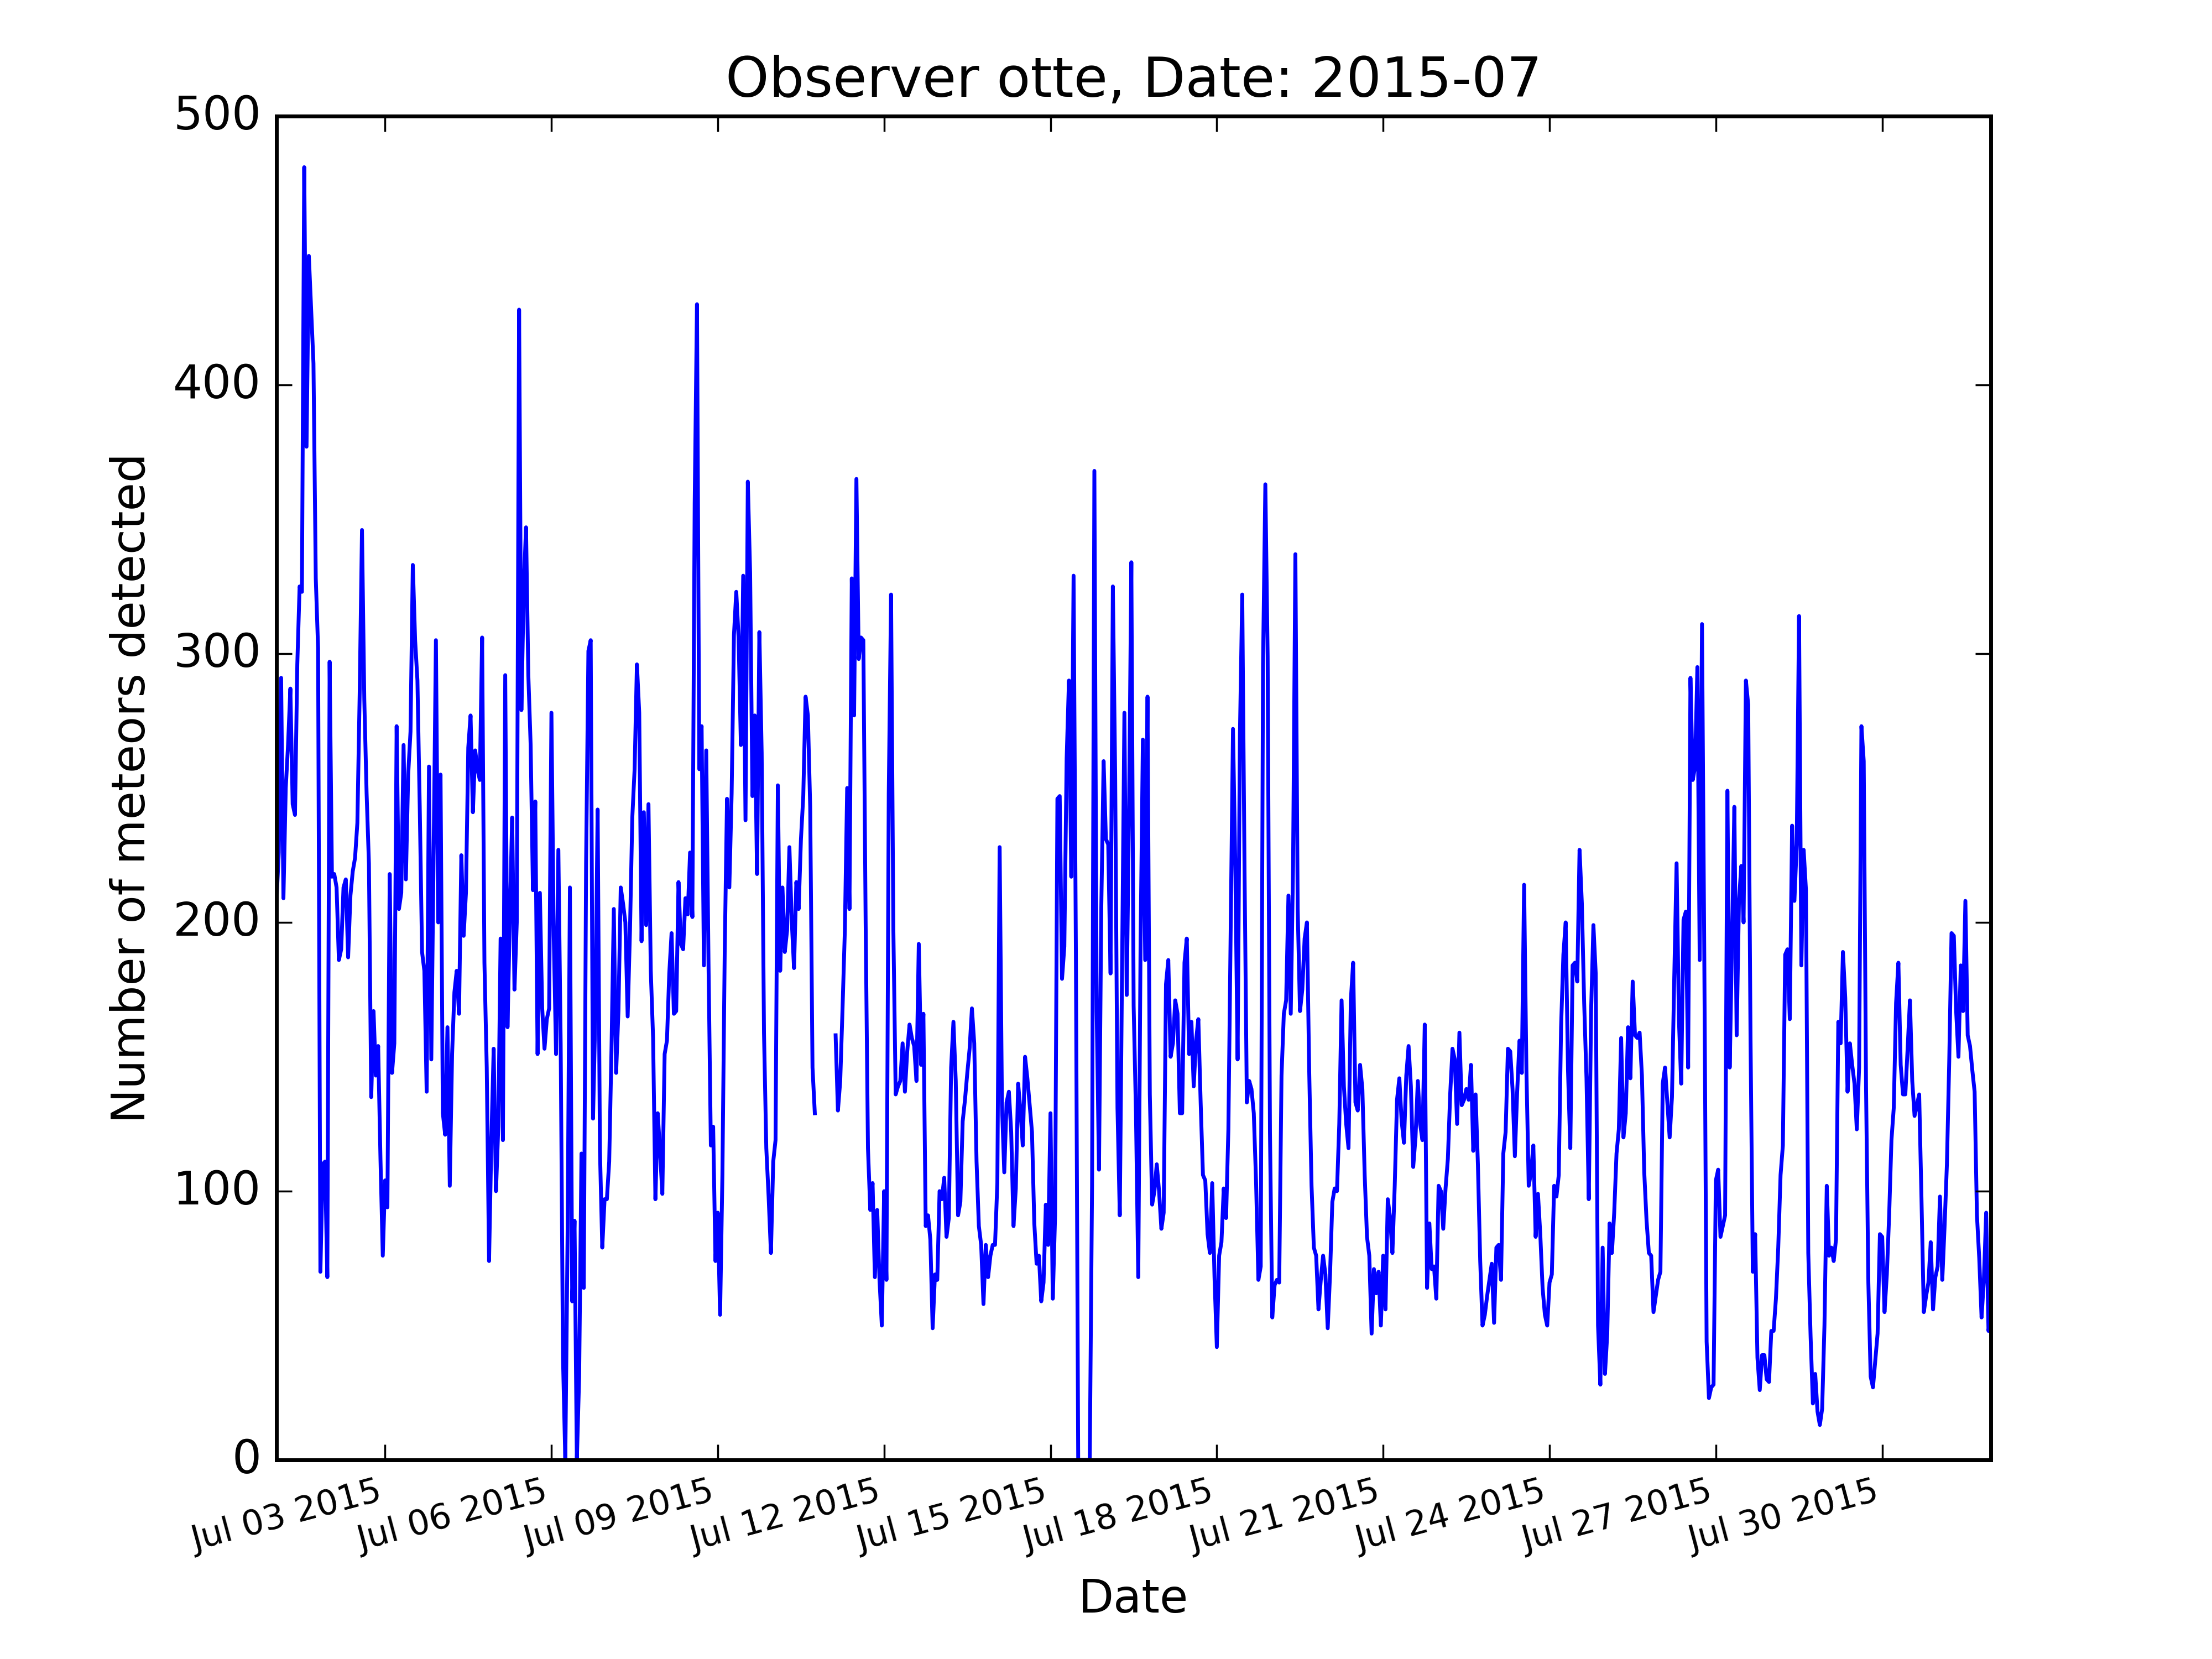 Observer otte, Date: 2015-07
500
400
300
200
100
0
Number of meteors detected
Jul 03 2015
Jul 06 2015
Jul 09 2015
Jul 12 2015
Jul 15 2015
Jul 18 2015
Jul 21 2015
Jul 24 2015
Jul 27 2015
Jul 30 2015
Date